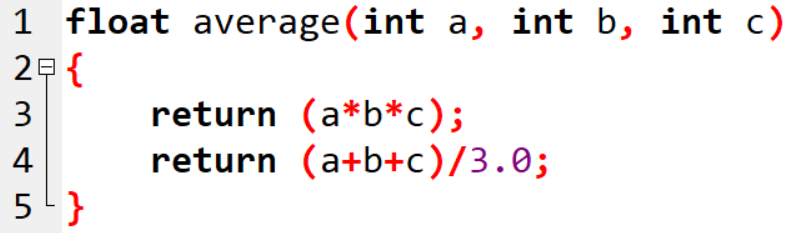 1 float average(int a, int b, int c)
2 {
3     return (a*b*c);
4     return (a+b+c)/3.0;
5 }